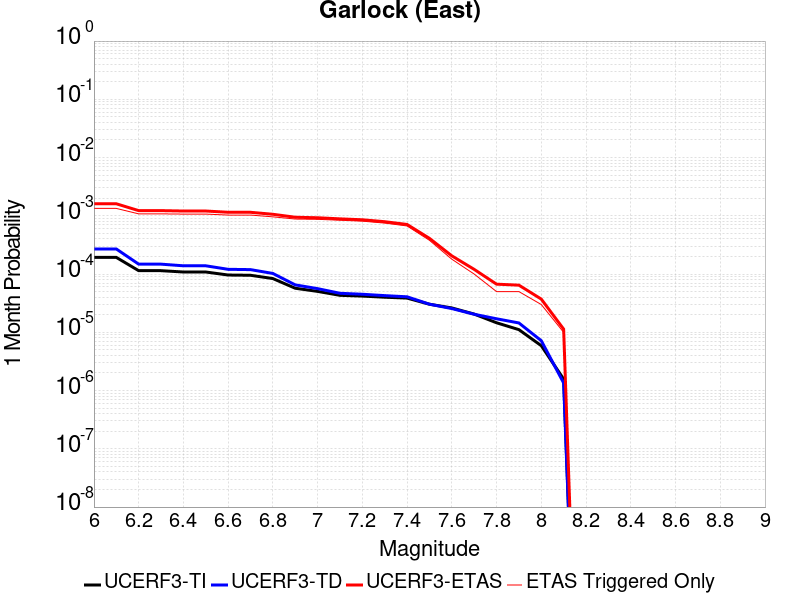 Garlock (East)
1 Month Probability
10^0
10^-1
10^-2
10^-3
10^-4
10^-5
10^-6
10^-7
10^-8
6 6.2 6.4 6.6 6.8 7 7.2 7.4 7.6 7.8 8 8.2 8.4 8.6 8.8 9
Magnitude
UCERF3-TI UCERF3-TD UCERF3-ETAS ETAS Triggered Only